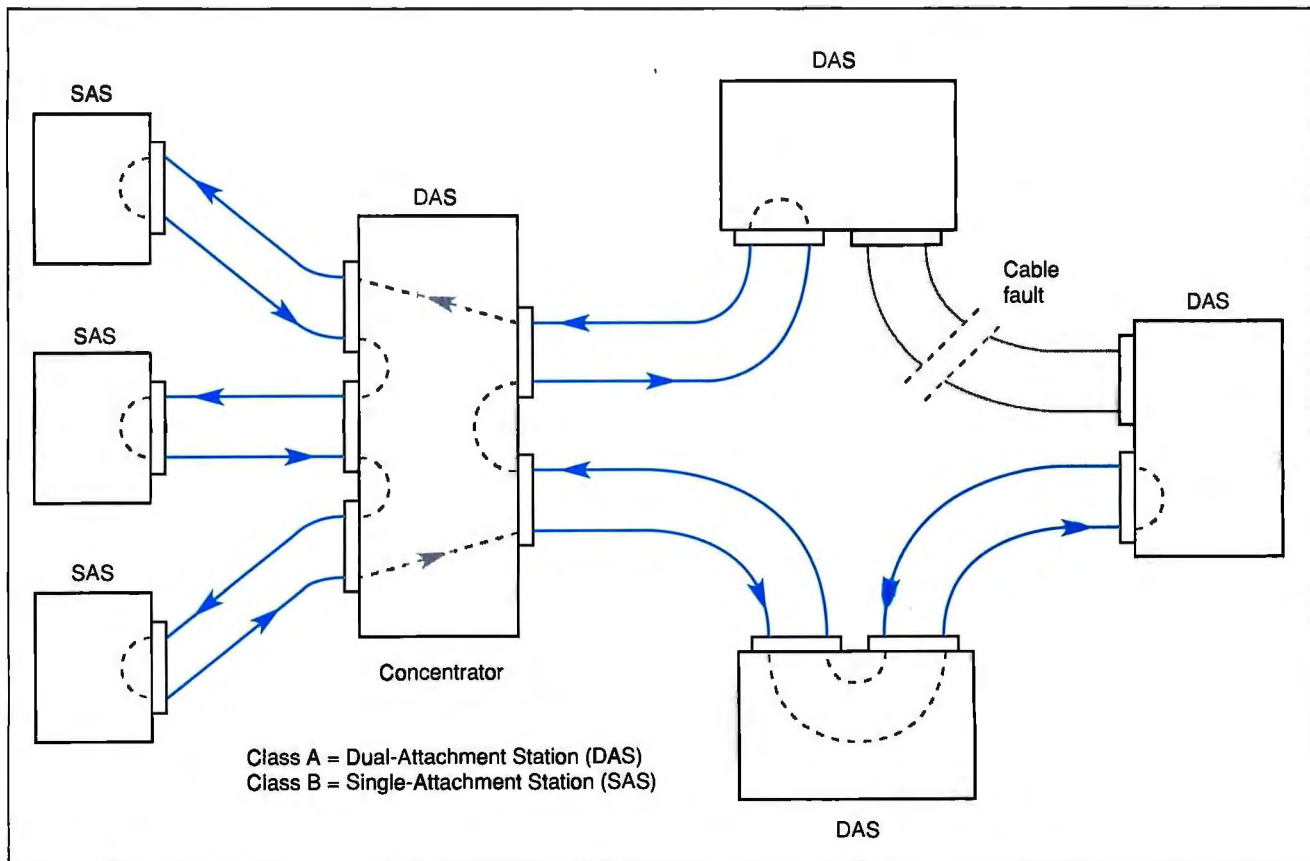 DAS
SAS
DAS
Cable
fault
DAS
SAS
SAS
Concentrator
Class A = Dual-Attachment Station (DAS)
Class B = Single-Attachment Station (SAS)
DAS